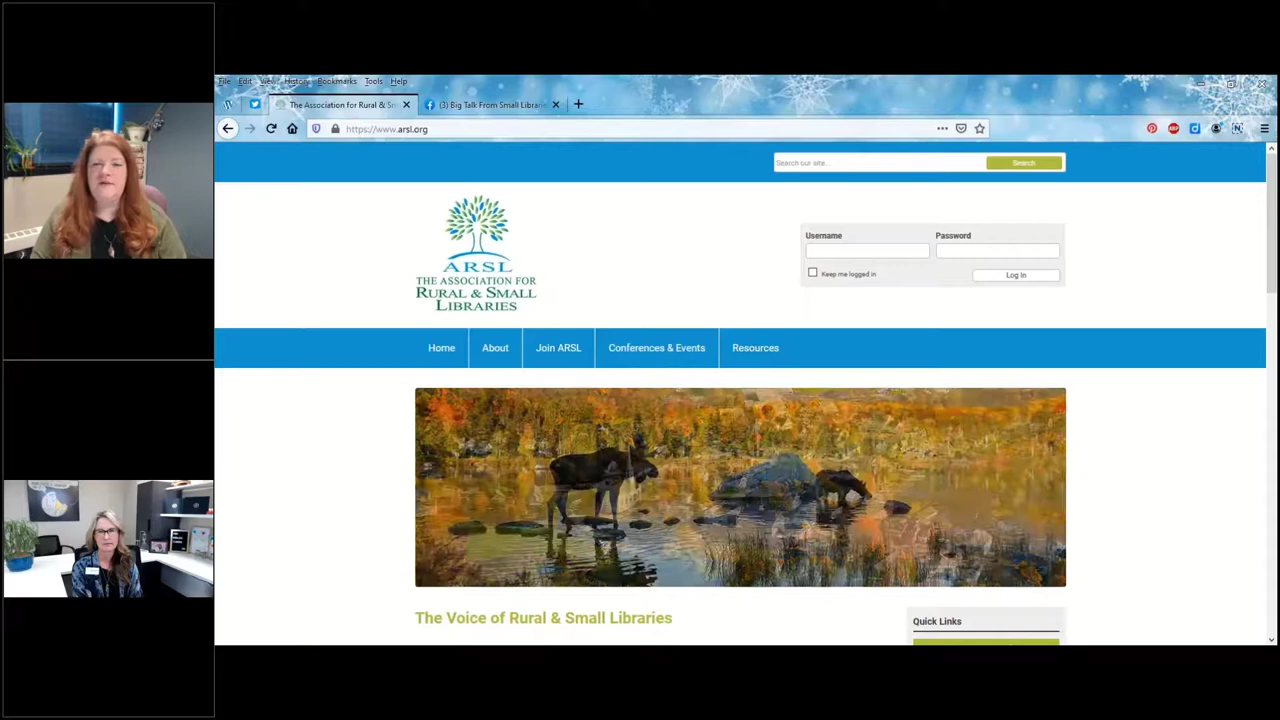 File Edit View History Bookmarks Tools Help
The Association for Rural & Sm
(3) Big Talk From Small Librarie
https://www.arsl.org
Search our site...
Search
ARSL
THE ASSOCIATION FOR
RURAL & SMALL
LIBRARIES
Username
Password
Keep me logged in
Log In
Home
About
Join ARSL
Conferences & Events
Resources
The Voice of Rural & Small Libraries
Quick Links